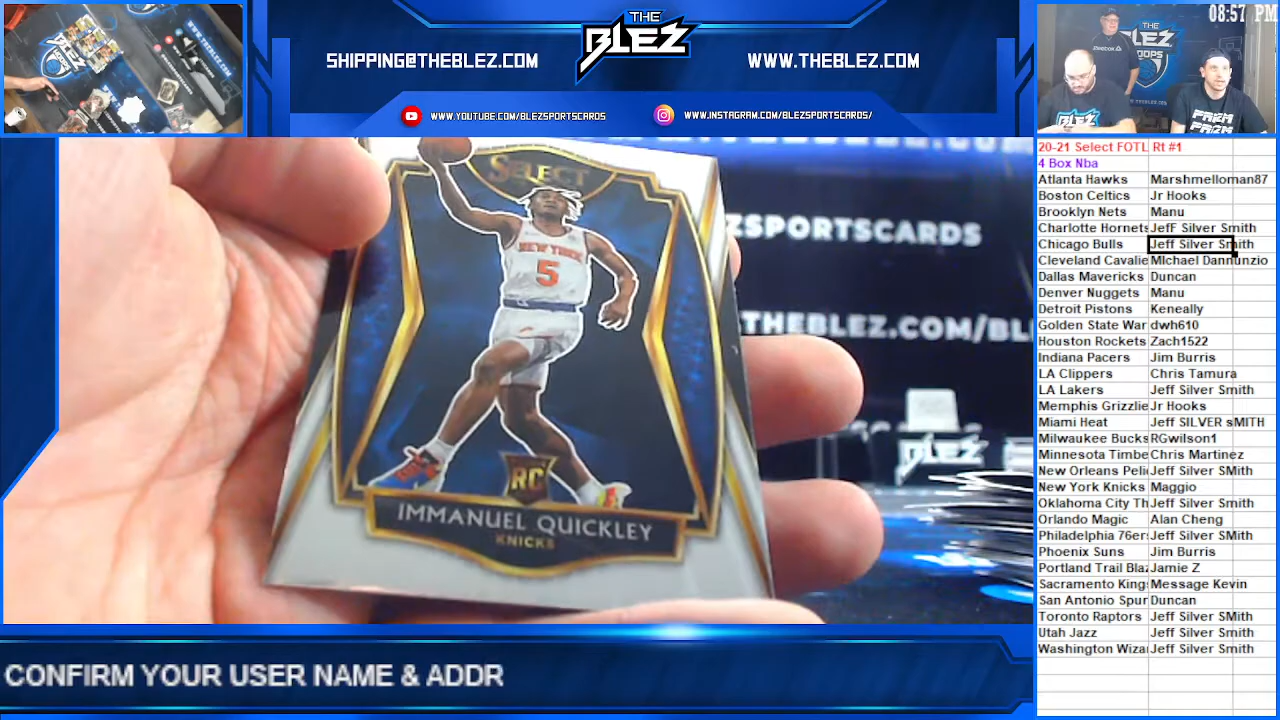 08:57 PM
THE
BLEZ
SHIPPING@THEBLEZ.COM
WWW.THEBLEZ.COM
WWW.YOUTUBE.COM/BLEZSPORTSCARDS
WWW.INSTAGRAM.COM/BLEZSPORTSCARDS/
20-21 Select FOTL Rt #1
4 Box Nba
Atlanta Hawks Marshmelloman87
Boston Celtics Jr Hooks
Brooklyn Nets Manu
Charlotte Hornets JefF Silver Smith
Chicago Bulls Jeff Silver Smith
Cleveland Cavalie MIchael Dannunzio
Dallas Mavericks Duncan
Denver Nuggets Manu
Detroit Pistons Keneally
Golden State War dwh610
Houston Rockets Zach1522
Indiana Pacers Jim Burris
LA Clippers Chris Tamura
LA Lakers Jeff Silver Smith
Memphis Grizzlie Jr Hooks
Miami Heat Jeff SILVER sMITH
Milwaukee Bucks RGwilson1
Minnesota Timbe Chris Martinez
New Orleans Peli Jeff Silver SMith
New York Knicks Maggio
Oklahoma City Th Jeff Silver Smith
Orlando Magic Alan Cheng
Philadelphia 76er Jeff Silver SMith
Phoenix Suns Jim Burris
Portland Trail Blaz Jamie Z
Sacramento King Message Kevin
San Antonio Spur Duncan
Toronto Raptors Jeff Silver SMith
Utah Jazz Jeff Silver Smith
Washington Wiza Jeff Silver Smith
SELECT
NEW YORK
5
RC
IMMANUEL QUICKLEY
KNICKS
EZSPORTSCARDS
THEBLEZ.COM/BL
BLEZ
CONFIRM YOUR USER NAME & ADDR